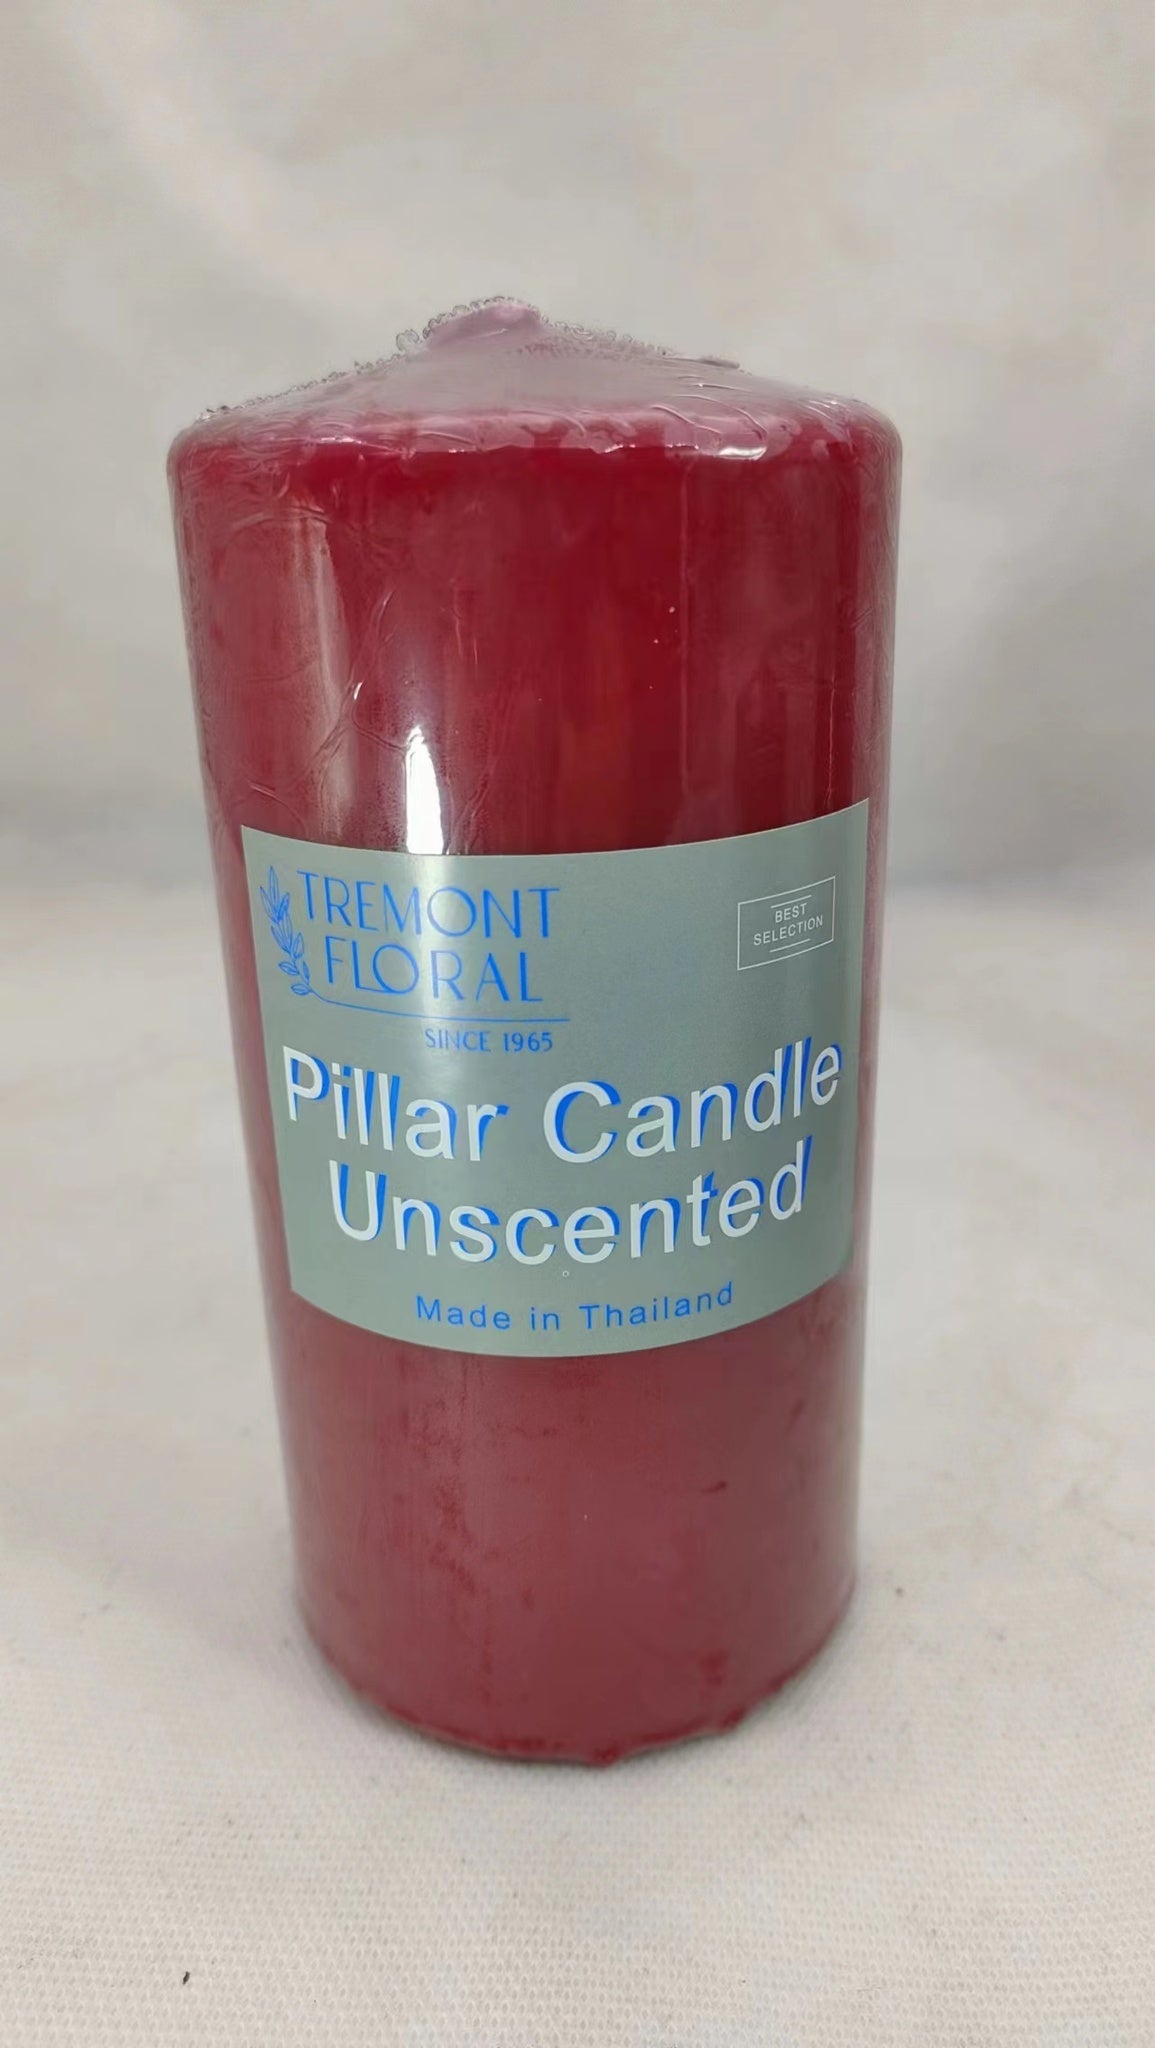 TREMONT
FLORAL
SINCE 1965
BEST
SELECTION
Pillar Candle
Unscented
Made in Thailand